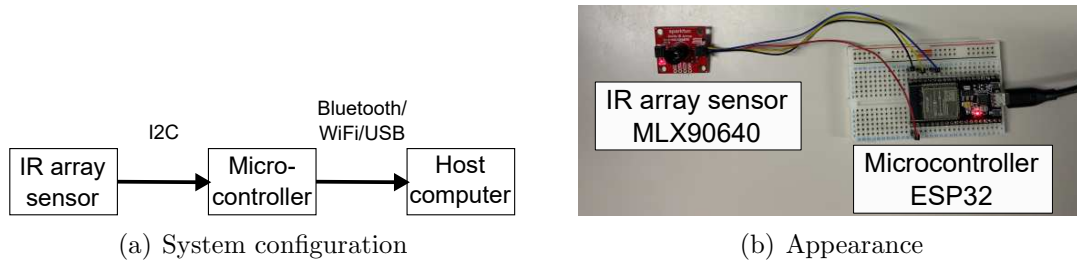 IR array
sensor
I2C
Micro-
controller
Bluetooth/
WiFi/USB
Host
computer
(a) System configuration
sparkfun
IR array sensor
MLX90640
Microcontroller
ESP32
(b) Appearance